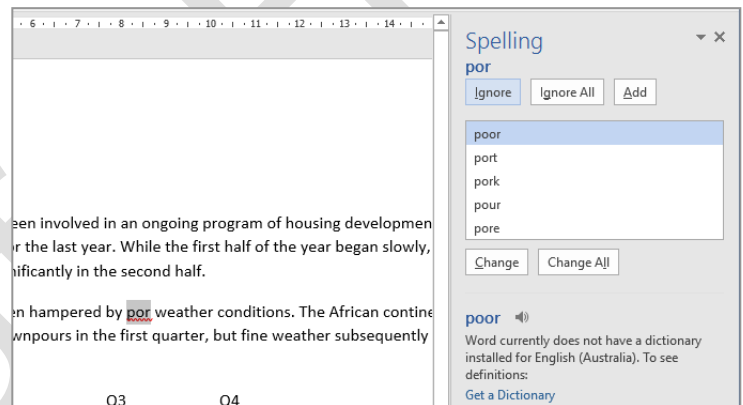 · 6 · ı · 7 · ı · 8 · ı · 9 · ı · 10 · ı · 11 · ı · 12 · ı · 13 · ı · 14 · ı ·
Spelling
por
Ignore Ignore All Add
poor
port
pork
pour
pore
Change Change All
poor
Word currently does not have a dictionary
installed for English (Australia). To see
definitions:
Get a Dictionary
een involved in an ongoing program of housing developmen
r the last year. While the first half of the year began slowly,
nificantly in the second half.
en hampered by por weather conditions. The African contine
wnpours in the first quarter, but fine weather subsequently
Q3 Q4